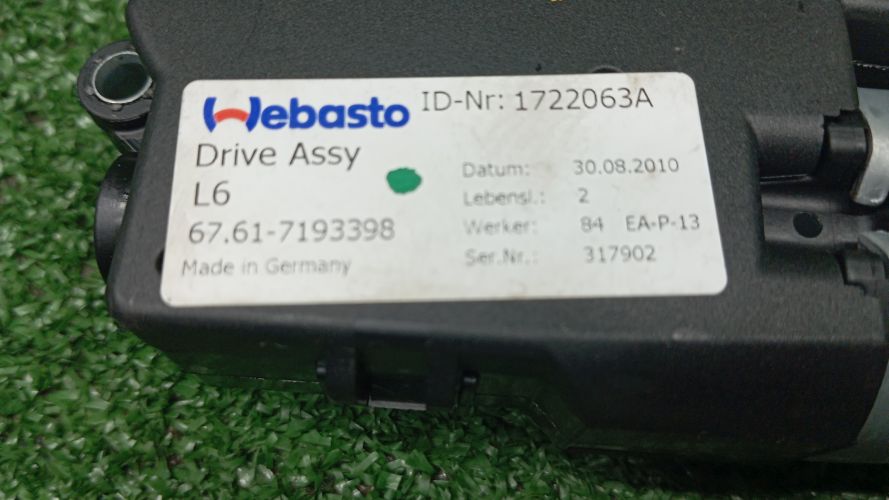 Webasto
ID-Nr: 1722063A
Drive Assy
L6
67.61-7193398
Made in Germany
Datum: 30.08.2010
Lebensl.: 2
Werker: 84 EA-P-13
Ser.Nr.: 317902